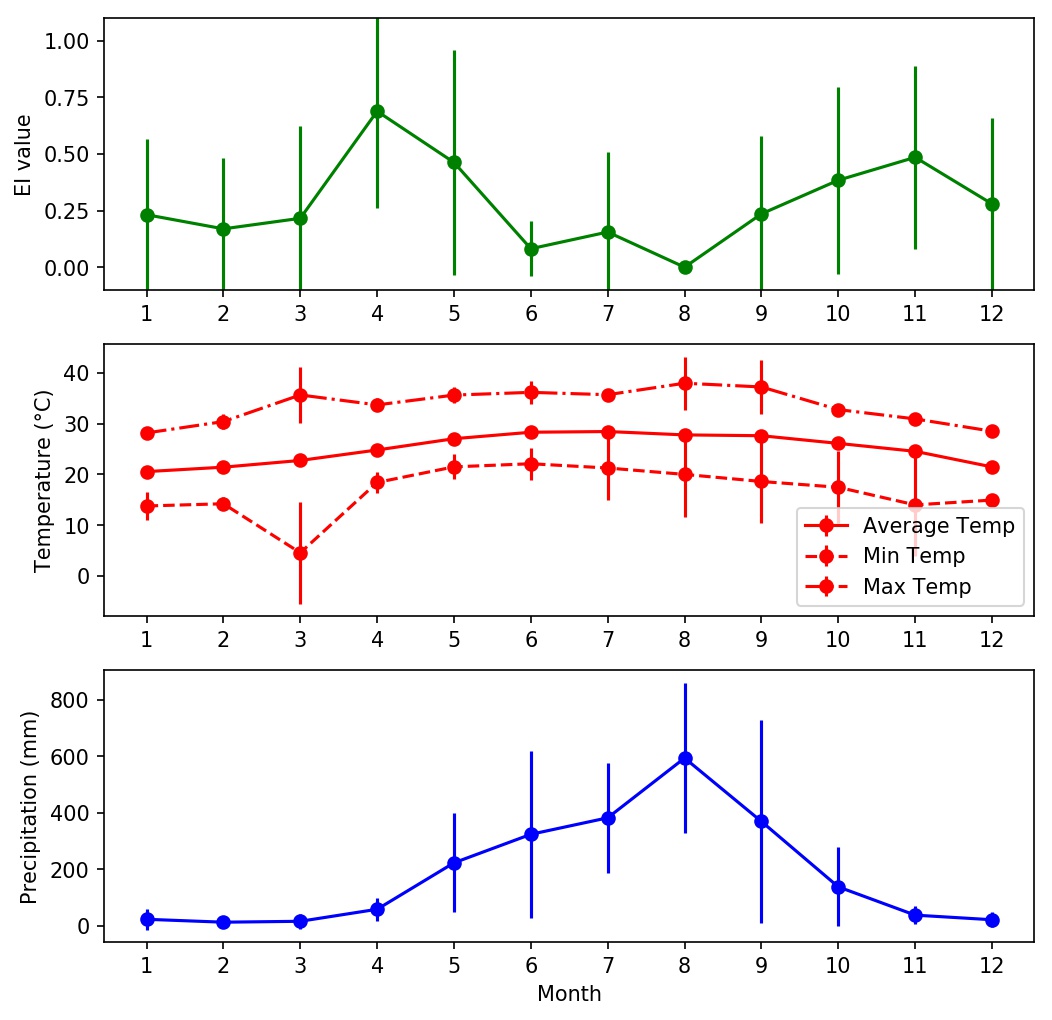 EI value
1.00
0.75
0.50
0.25
0.00
1 2 3 4 5 6 7 8 9 10 11 12
Temperature (°C)
40
30
20
10
0
Average Temp
Min Temp
Max Temp
1 2 3 4 5 6 7 8 9 10 11 12
Precipitation (mm)
800
600
400
200
0
1 2 3 4 5 6 7 8 9 10 11 12
Month